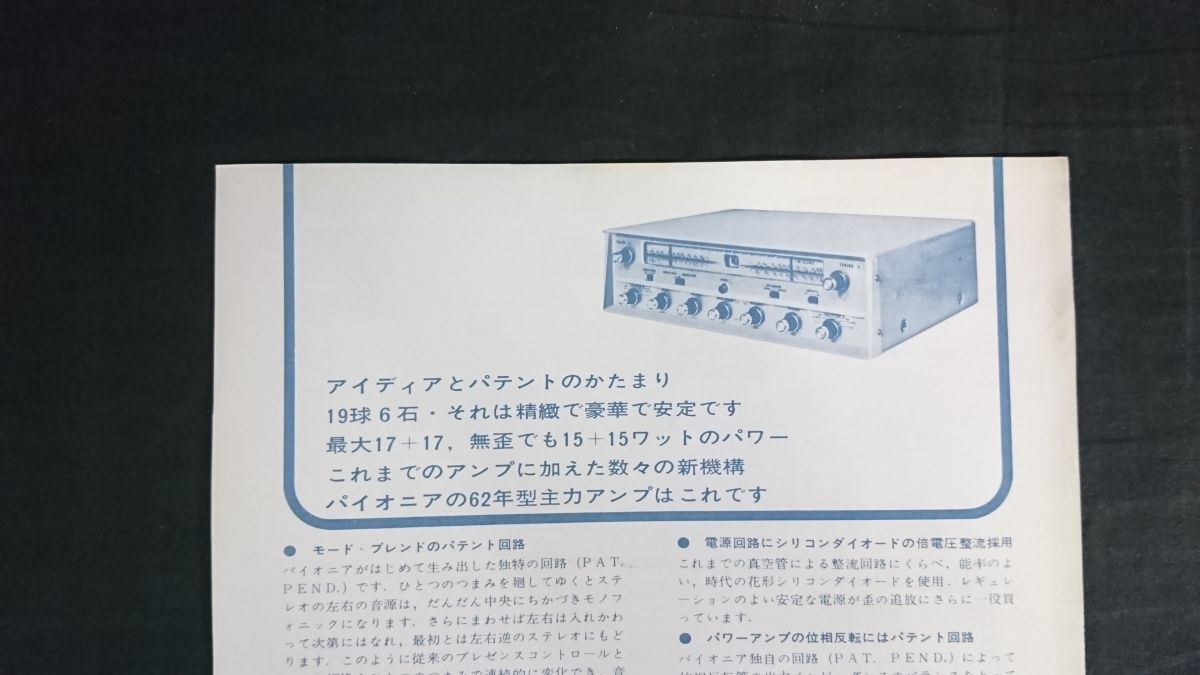 アイディアとパテントのかたまり
19球6石・それは精緻で豪華で安定です
最大17＋17，無歪でも15＋15ワットのパワー
これまでのアンプに加えた数々の新機構
パイオニアの62年型主力アンプはこれです
● モード・ブレンドのパテント回路
パイオニアがはじめて生み出した独特の回路（PAT.
PEND.）です．ひとつのつまみを廻してゆくとステ
レオの左右の音源は，だんだん中央にちかづきモノフ
ォニックになります．さらにまわせば左右は入れかわ
って次第にはなれ，最初とは左右逆のステレオにもど
ります．このように従来のプレゼンスコントロールと
● 電源回路にシリコンダイオードの倍電圧整流採用
これまでの真空管による整流回路にくらべ，能率のよ
い，時代の花形シリコンダイオードを使用．レギュレ
ーションのよい安定な電源が歪の追放にさらに一役買
っています．
● パワーアンプの位相反転にはパテント回路
パイオニア独自の回路（PAT. PEND.）によって